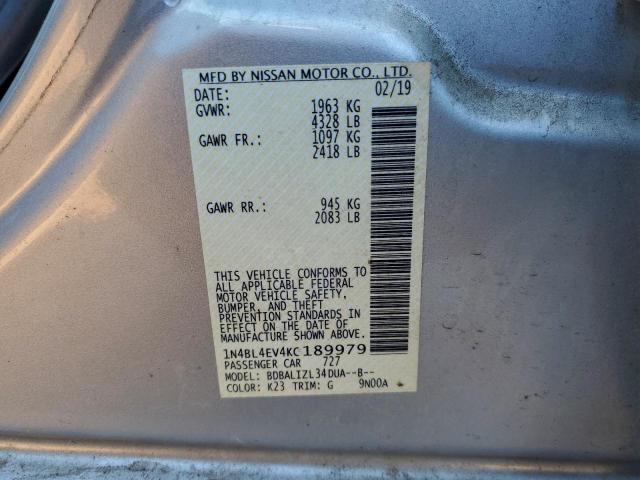 MFD BY NISSAN MOTOR CO., LTD.
DATE: 02/19
GVWR: 1963 KG
4328 LB
GAWR FR.: 1097 KG
2418 LB
GAWR RR.: 945 KG
2083 LB
THIS VEHICLE CONFORMS TO
ALL APPLICABLE FEDERAL
MOTOR VEHICLE SAFETY,
BUMPER, AND THEFT
PREVENTION STANDARDS IN
EFFECT ON THE DATE OF
MANUFACTURE SHOWN ABOVE.
1N4BL4EV4KC189979
PASSENGER CAR 727
MODEL: BDBALIZL34DUA--B--
COLOR: K23 TRIM: G 9N00A